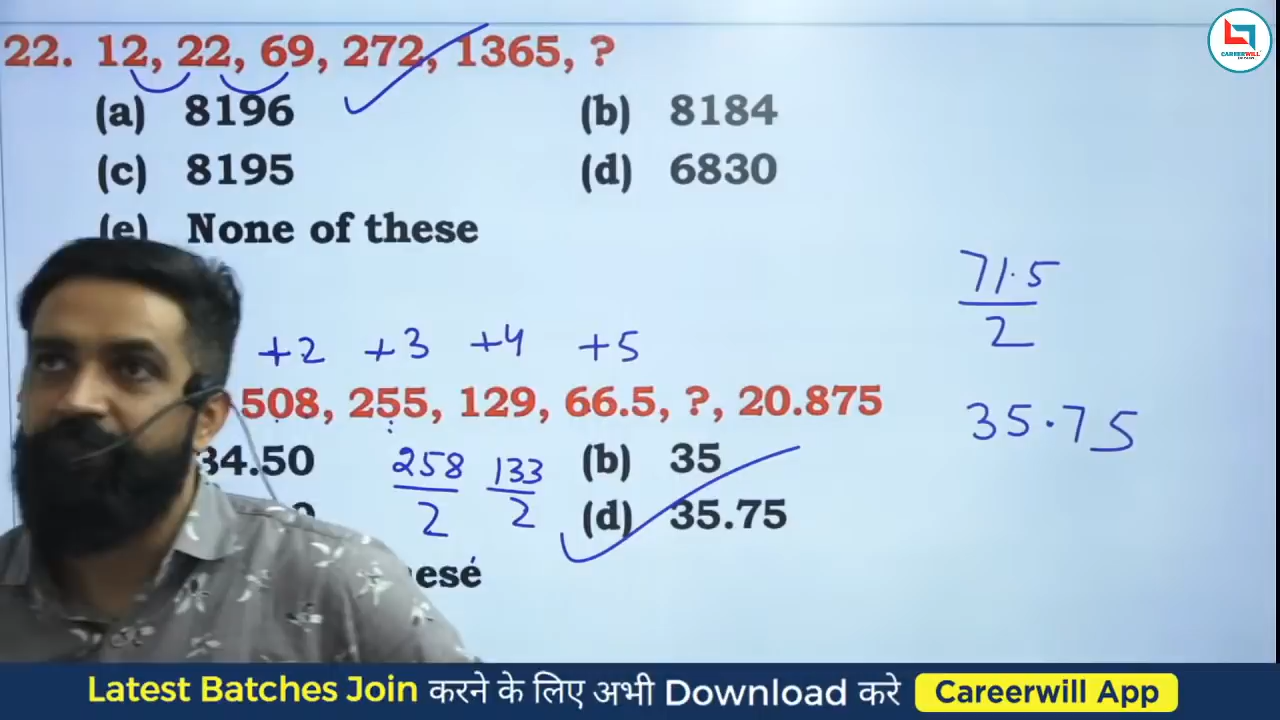 22. 12, 22, 69, 272, 1365, ?
(a) 8196 (b) 8184
(c) 8195 (d) 6830
(e) None of these
71.5
2
+2 +3 +4 +5
508, 255, 129, 66.5, ?, 20.875
35.75
34.50 (b) 35
258 133
2 2
(d) 35.75
CAREERWILL
Latest Batches Join करने के लिए अभी Download करे Careerwill App